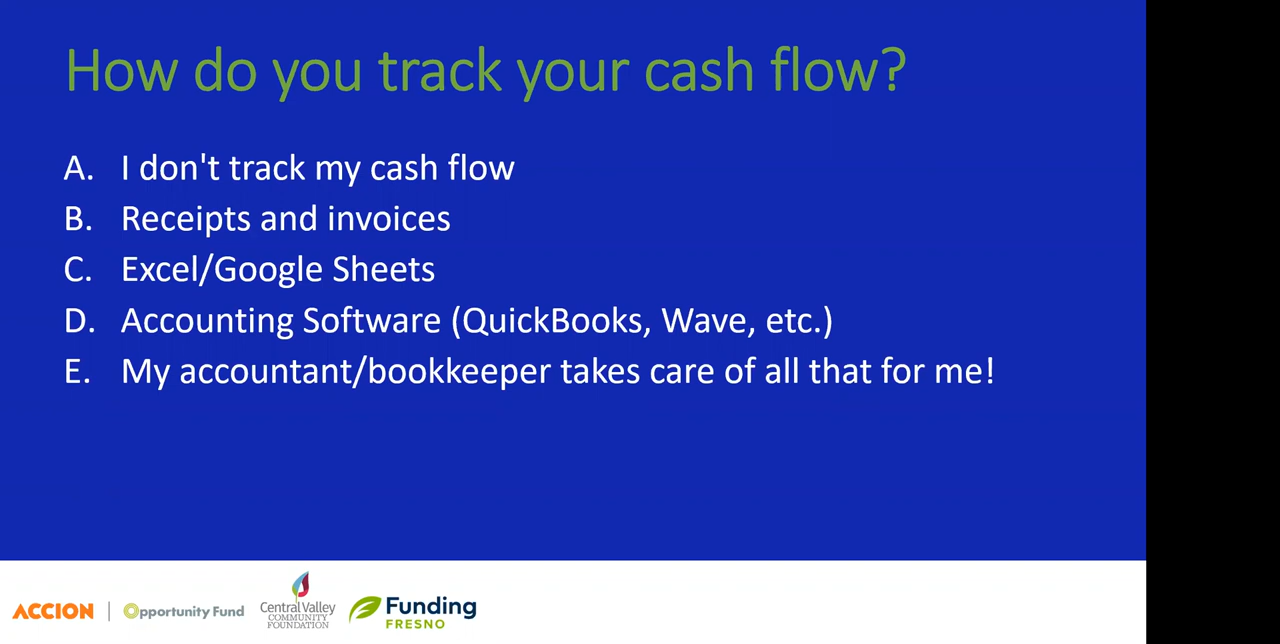 How do you track your cash flow?
A. I don't track my cash flow
B. Receipts and invoices
C. Excel/Google Sheets
D. Accounting Software (QuickBooks, Wave, etc.)
E. My accountant/bookkeeper takes care of all that for me!
ACCION | Opportunity Fund
Central Valley
COMMUNITY
FOUNDATION
Funding
FRESNO